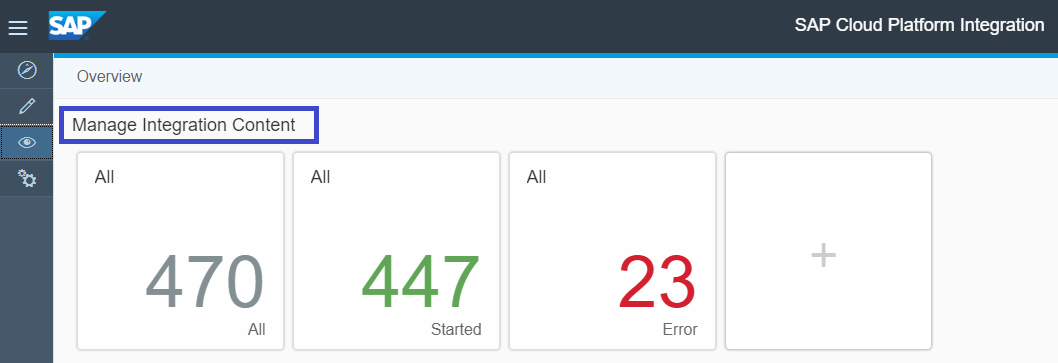 SAP
SAP Cloud Platform Integration
Overview
Manage Integration Content
All
470
All
All
447
Started
All
23
Error
+